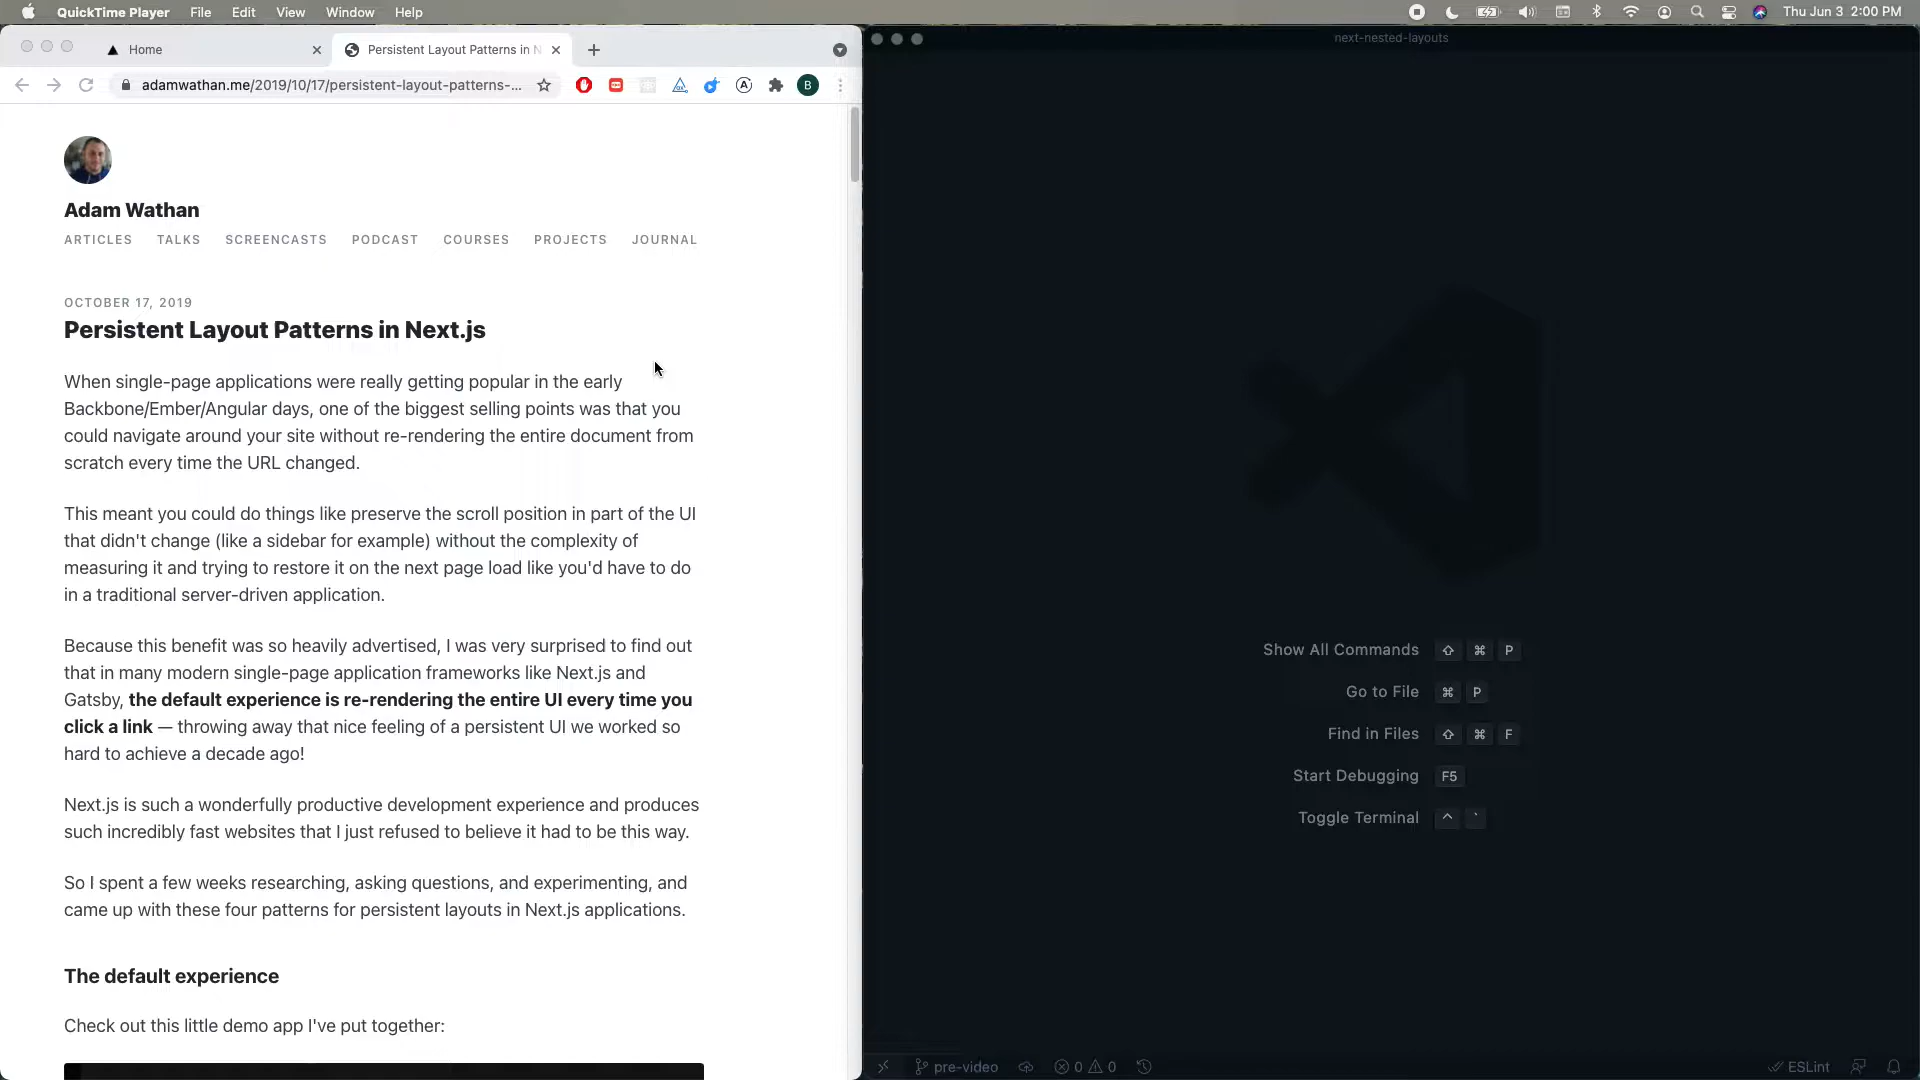 QuickTime Player File Edit View Window Help Thu Jun 3 2:00 PM
Home
Persistent Layout Patterns in N
adamwathan.me/2019/10/17/persistent-layout-patterns-...
B
Adam Wathan
ARTICLES TALKS SCREENCASTS PODCAST COURSES PROJECTS JOURNAL
OCTOBER 17, 2019
Persistent Layout Patterns in Next.js
When single-page applications were really getting popular in the early
Backbone/Ember/Angular days, one of the biggest selling points was that you
could navigate around your site without re-rendering the entire document from
scratch every time the URL changed.
This meant you could do things like preserve the scroll position in part of the UI
that didn't change (like a sidebar for example) without the complexity of
measuring it and trying to restore it on the next page load like you'd have to do
in a traditional server-driven application.
Because this benefit was so heavily advertised, I was very surprised to find out
that in many modern single-page application frameworks like Next.js and
Gatsby, the default experience is re-rendering the entire UI every time you
click a link — throwing away that nice feeling of a persistent UI we worked so
hard to achieve a decade ago!
Next.js is such a wonderfully productive development experience and produces
such incredibly fast websites that I just refused to believe it had to be this way.
So I spent a few weeks researching, asking questions, and experimenting, and
came up with these four patterns for persistent layouts in Next.js applications.
The default experience
Check out this little demo app I've put together:
next-nested-layouts
Show All Commands ⇧ ⌘ P
Go to File ⌘ P
Find in Files ⇧ ⌘ F
Start Debugging F5
Toggle Terminal ^ `
pre-video 0 0 ESLint